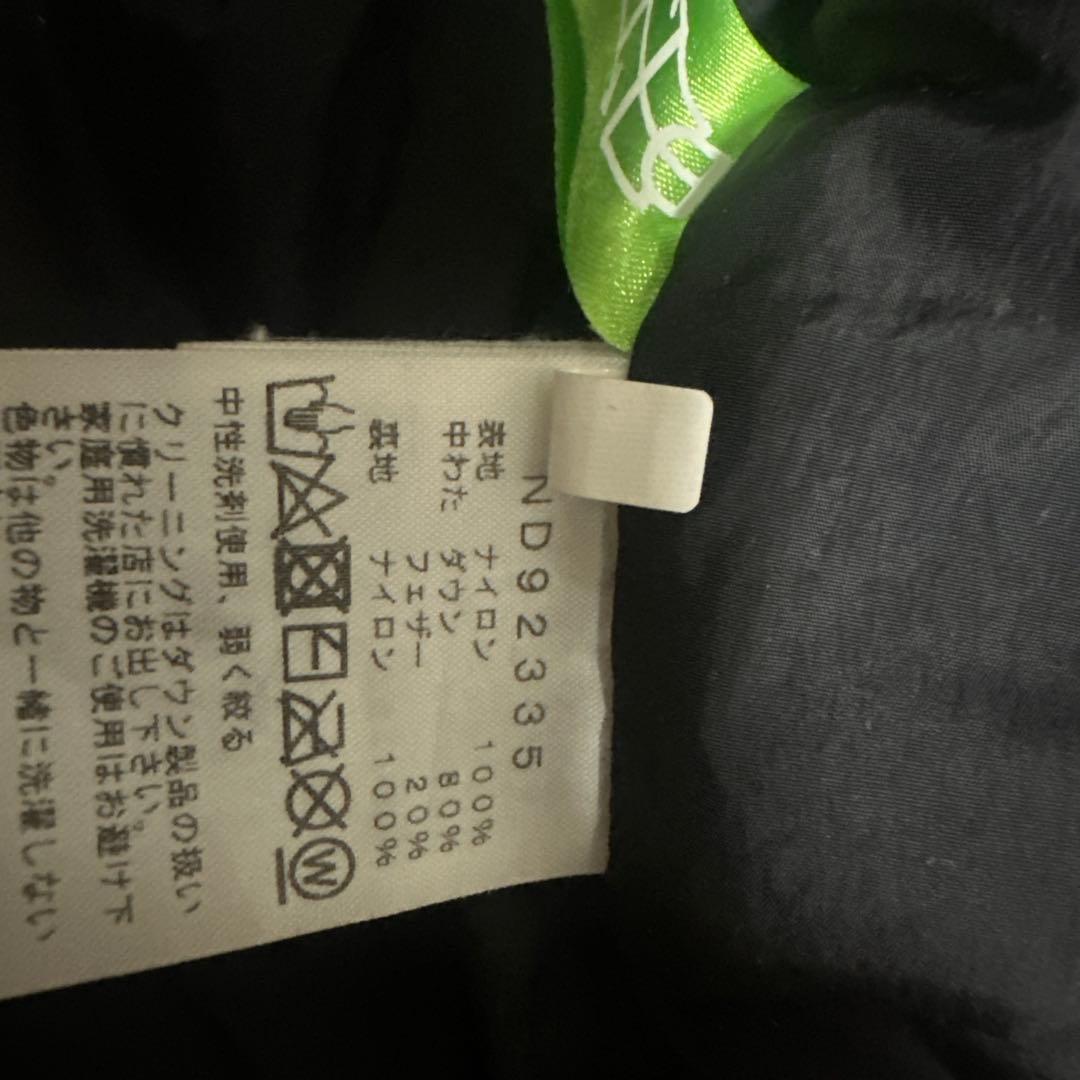 ND92335
表地 ナイロン 100%
中わた ダウン 80%
フェザー 20%
裏地 ナイロン 100%
W
中性洗剤使用、弱く絞る
クリーニングはダウン製品の扱い
に慣れた店にお出し下さい。
家庭用洗濯機のご使用はお避け下
さい。
色物は他の物と一緒に洗濯しない